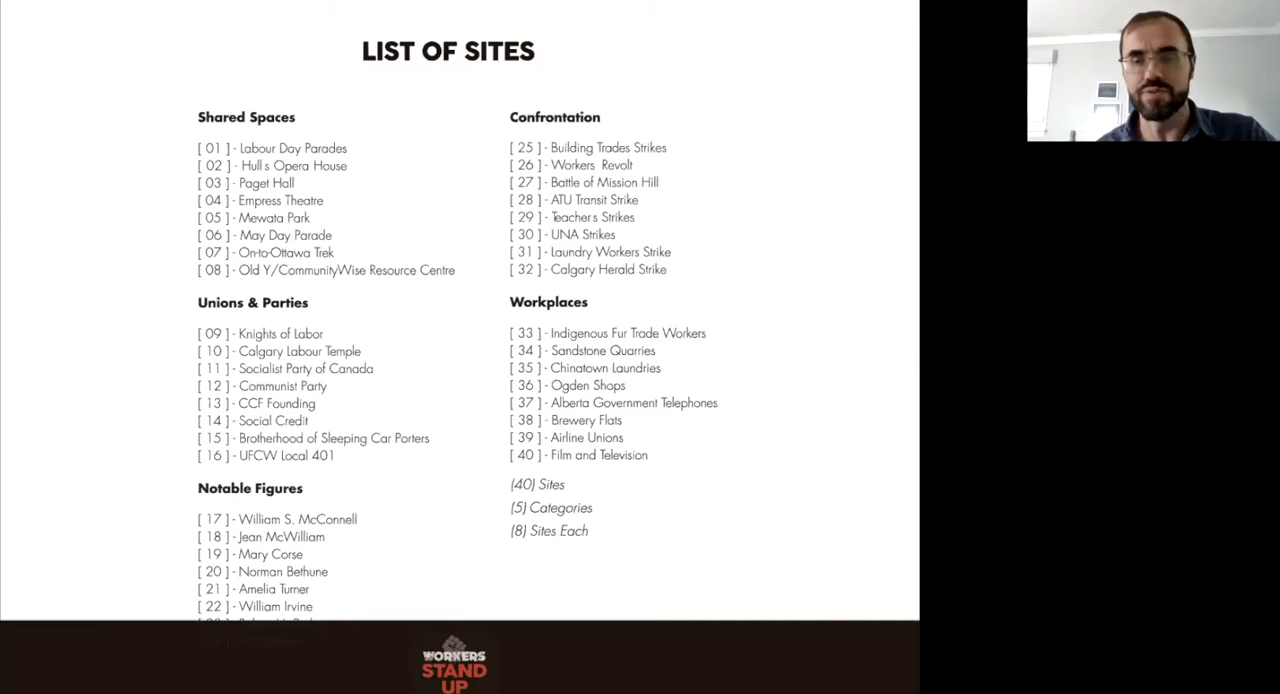 LIST OF SITES
Shared Spaces
[ 01 ] - Labour Day Parades
[ 02 ] - Hull s Opera House
[ 03 ] - Paget Hall
[ 04 ] - Empress Theatre
[ 05 ] - Mewata Park
[ 06 ] - May Day Parade
[ 07 ] - On-to-Ottawa Trek
[ 08 ] - Old Y/CommunityWise Resource Centre
Unions & Parties
[ 09 ] - Knights of Labor
[ 10 ] - Calgary Labour Temple
[ 11 ] - Socialist Party of Canada
[ 12 ] - Communist Party
[ 13 ] - CCF Founding
[ 14 ] - Social Credit
[ 15 ] - Brotherhood of Sleeping Car Porters
[ 16 ] - UFCW Local 401
Notable Figures
[ 17 ] - William S. McConnell
[ 18 ] - Jean McWilliam
[ 19 ] - Mary Corse
[ 20 ] - Norman Bethune
[ 21 ] - Amelia Turner
[ 22 ] - William Irvine
Confrontation
[ 25 ] - Building Trades Strikes
[ 26 ] - Workers Revolt
[ 27 ] - Battle of Mission Hill
[ 28 ] - ATU Transit Strike
[ 29 ] - Teacher s Strikes
[ 30 ] - UNA Strikes
[ 31 ] - Laundry Workers Strike
[ 32 ] - Calgary Herald Strike
Workplaces
[ 33 ] - Indigenous Fur Trade Workers
[ 34 ] - Sandstone Quarries
[ 35 ] - Chinatown Laundries
[ 36 ] - Ogden Shops
[ 37 ] - Alberta Government Telephones
[ 38 ] - Brewery Flats
[ 39 ] - Airline Unions
[ 40 ] - Film and Television
(40) Sites
(5) Categories
(8) Sites Each
WORKERS
STAND
UP